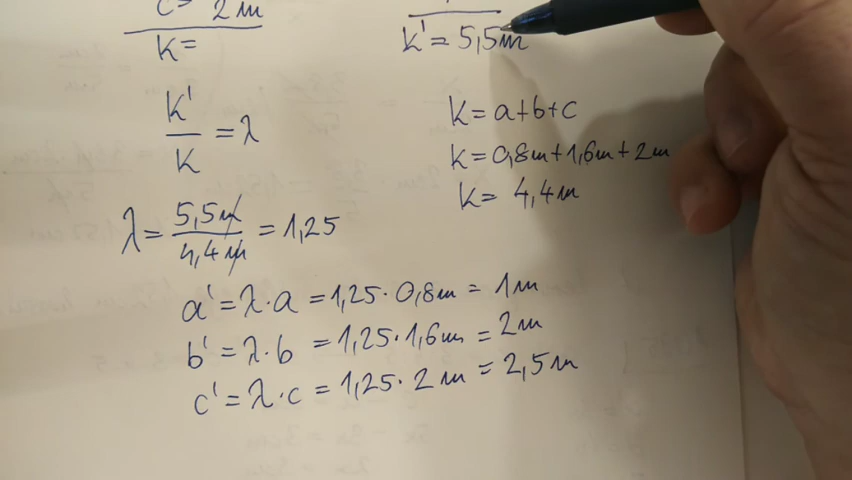 c = 2m
k =
k' = 5,5m
k'/k = λ
k = a+b+c
k = 0,8m+1,6m+2m
k = 4,4m
λ = 5,5m/4,4m = 1,25
a' = λ·a = 1,25·0,8m = 1m
b' = λ·b = 1,25·1,6m = 2m
c' = λ·c = 1,25·2m = 2,5m